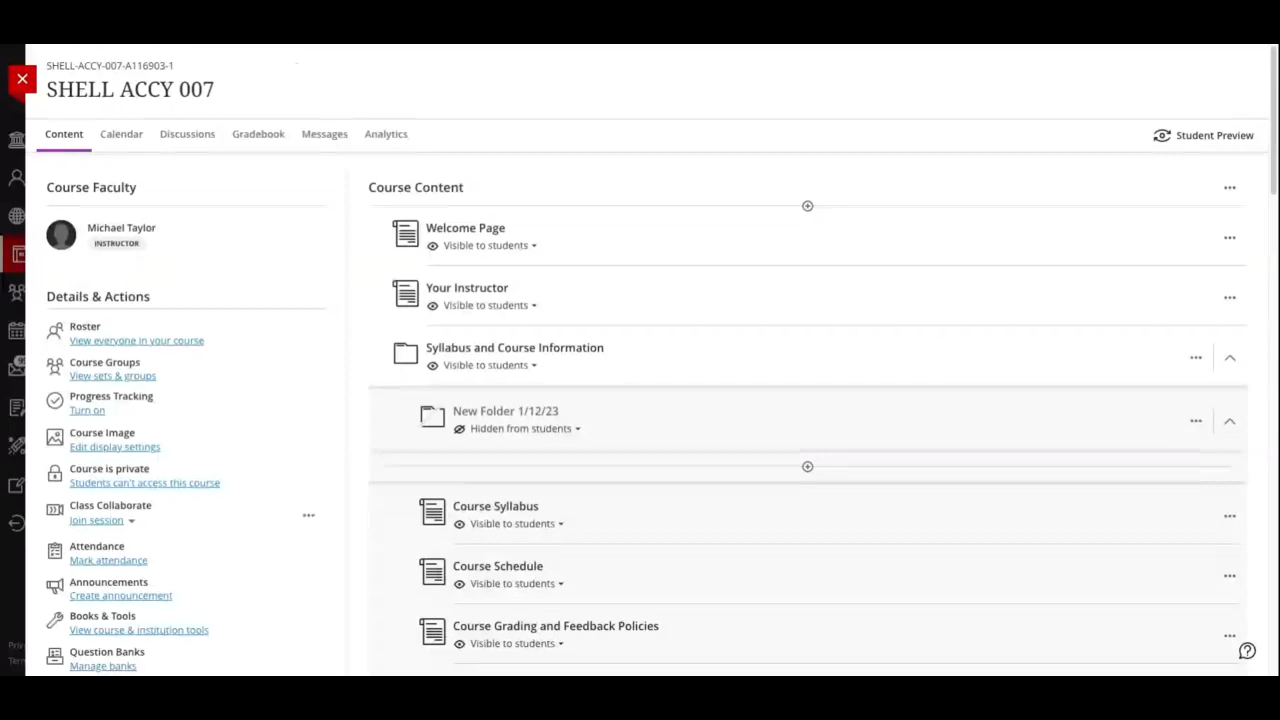 SHELL-ACCY-007-A116903-1
SHELL ACCY 007
Content Calendar Discussions Gradebook Messages Analytics
Student Preview
Course Faculty
Michael Taylor
INSTRUCTOR
Details & Actions
Roster
View everyone in your course
Course Groups
View sets & groups
Progress Tracking
Turn on
Course Image
Edit display settings
Course is private
Students can't access this course
Class Collaborate
Join session
Attendance
Mark attendance
Announcements
Create announcement
Books & Tools
View course & institution tools
Question Banks
Manage banks
Course Content
Welcome Page
Visible to students
Your Instructor
Visible to students
Syllabus and Course Information
Visible to students
New Folder 1/12/23
Hidden from students
Course Syllabus
Visible to students
Course Schedule
Visible to students
Course Grading and Feedback Policies
Visible to students